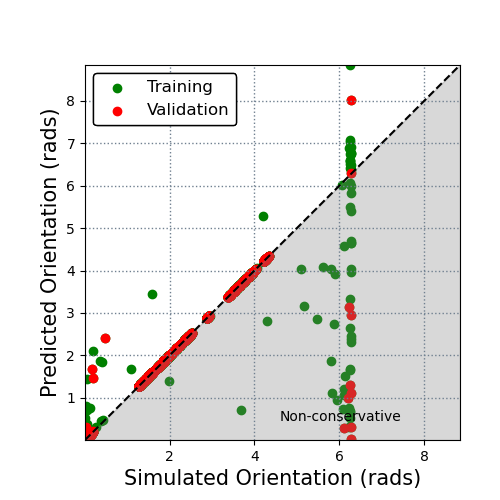 Training
Validation
Predicted Orientation (rads)
8
7
6
5
4
3
2
1
Non-conservative
2 4 6 8
Simulated Orientation (rads)